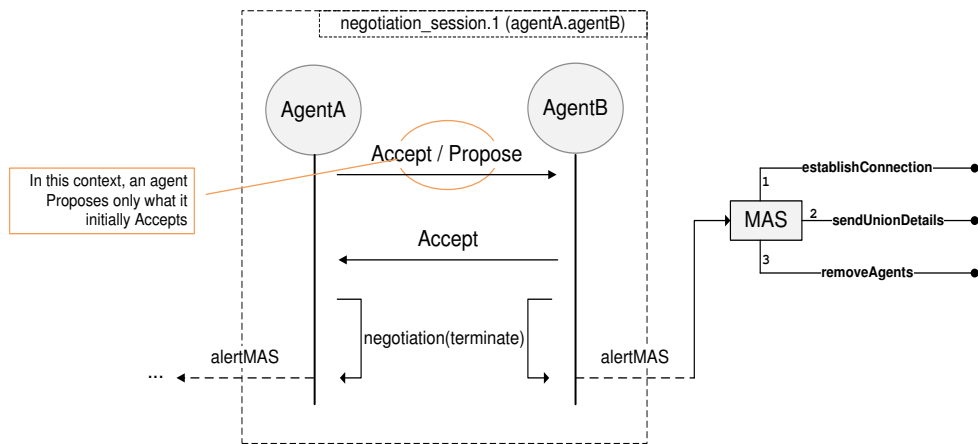 negotiation_session.1 (agentA.agentB)
AgentA
AgentB
Accept / Propose
In this context, an agent
Proposes only what it
initially Accepts
establishConnection
1
MAS
2
sendUnionDetails
3
removeAgents
Accept
negotiation(terminate)
alertMAS
alertMAS
...